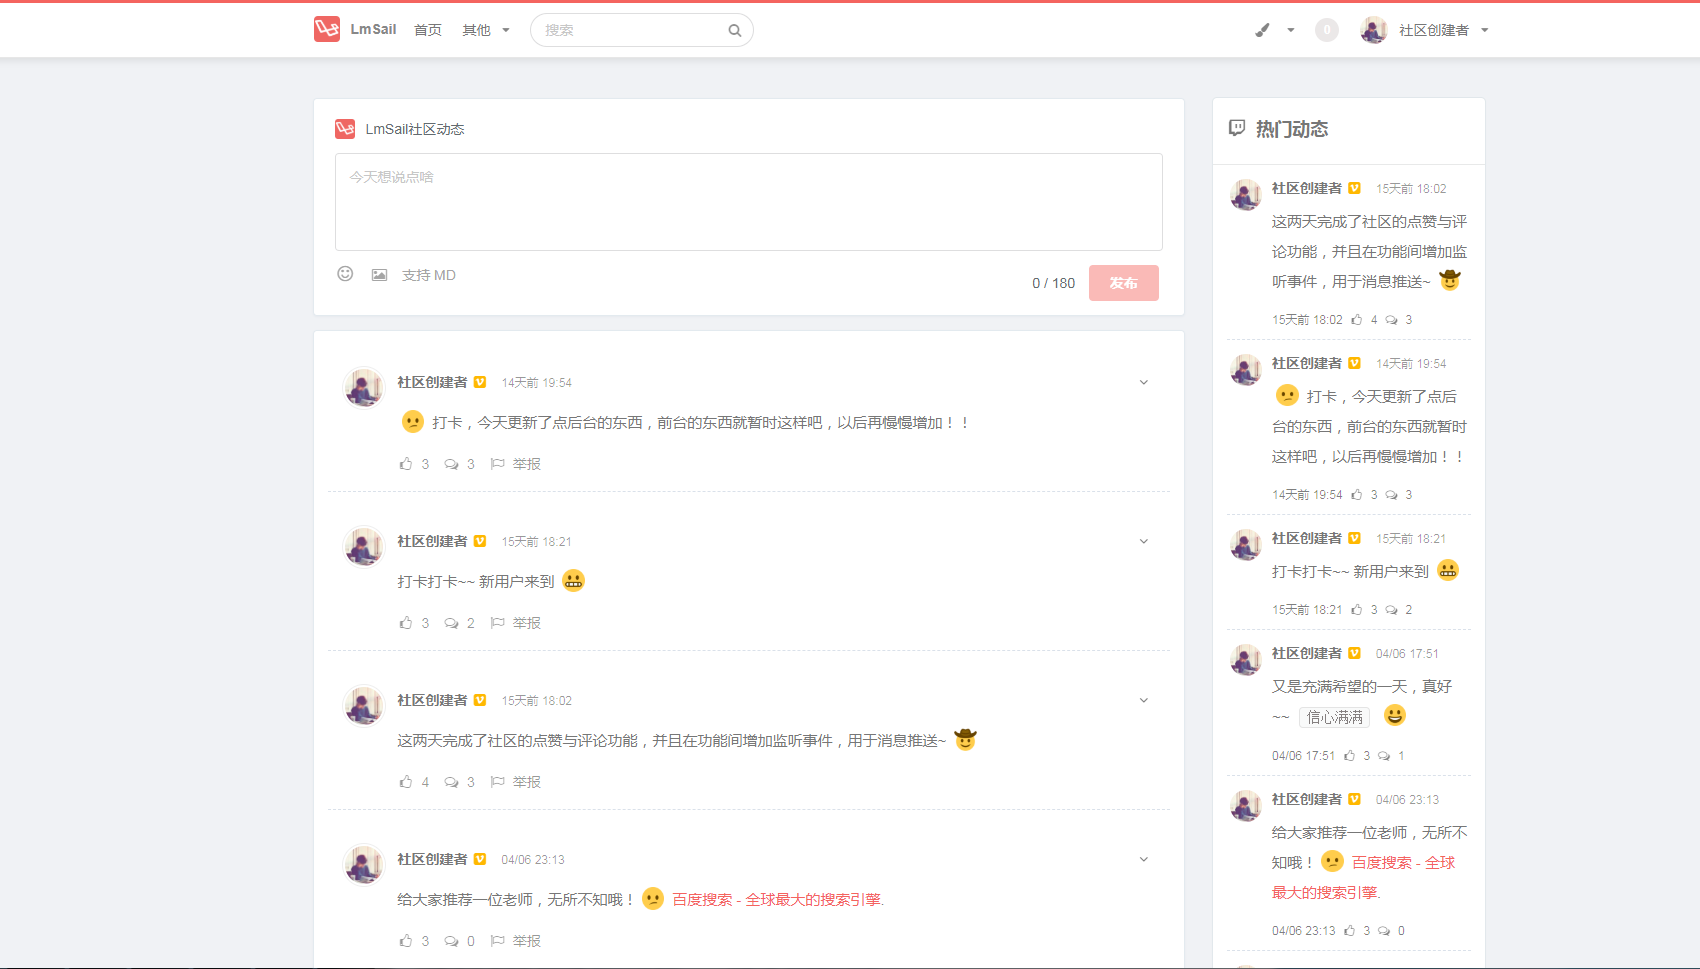 LmSail 首页 其他 搜索 0 社区创建者
LmSail社区动态
今天想说点啥
支持 MD
0 / 180 发布
社区创建者 14天前 19:54
打卡，今天更新了点后台的东西，前台的东西就暂时这样吧，以后再慢慢增加！！
3 3 举报
社区创建者 15天前 18:21
打卡打卡~~ 新用户来到
3 2 举报
社区创建者 15天前 18:02
这两天完成了社区的点赞与评论功能，并且在功能间增加监听事件，用于消息推送~
4 3 举报
社区创建者 04/06 23:13
给大家推荐一位老师，无所不知哦！ 百度搜索 - 全球最大的搜索引擎.
3 0 举报
热门动态
社区创建者 15天前 18:02
这两天完成了社区的点赞与评
论功能，并且在功能间增加监
听事件，用于消息推送~
15天前 18:02 4 3
社区创建者 14天前 19:54
打卡，今天更新了点后
台的东西，前台的东西就暂时
这样吧，以后再慢慢增加！！
14天前 19:54 3 3
社区创建者 15天前 18:21
打卡打卡~~ 新用户来到
15天前 18:21 3 2
社区创建者 04/06 17:51
又是充满希望的一天，真好
~~ 信心满满
04/06 17:51 3 1
社区创建者 04/06 23:13
给大家推荐一位老师，无所不
知哦！ 百度搜索 - 全球
最大的搜索引擎.
04/06 23:13 3 0